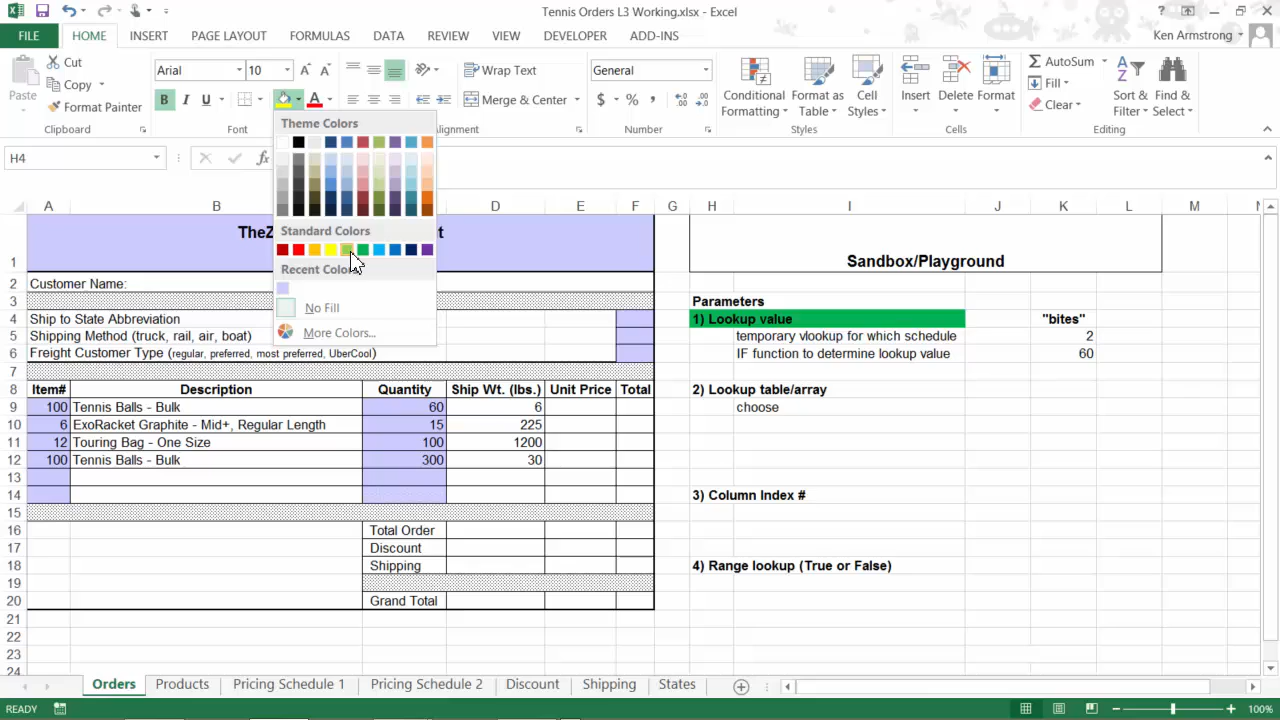 Tennis Orders L3 Working.xlsx - Excel
FILE HOME INSERT PAGE LAYOUT FORMULAS DATA REVIEW VIEW DEVELOPER ADD-INS Ken Armstrong
Paste Cut Copy Format Painter Clipboard
Arial 10 B I U A Font
Wrap Text Merge & Center Alignment
General $ % , Number
Conditional Formatting Format as Table Cell Styles Styles
Insert Delete Format Cells
AutoSum Fill Clear Sort & Filter Find & Select Editing
H4 fx
Theme Colors
Standard Colors
Recent
No Fill
More Colors...
A B D E F G H I J K L M
1 Sandbox/Playground
2 Customer Name:
3 Parameters
4 Ship to State Abbreviation 1) Lookup value "bites"
5 Shipping Method (truck, rail, air, boat) temporary vlookup for which schedule 2
6 Freight Customer Type (regular, preferred, most preferred, UberCool) IF function to determine lookup value 60
7
8 Item# Description Quantity Ship Wt. (lbs.) Unit Price Total 2) Lookup table/array
9 100 Tennis Balls - Bulk 60 6 choose
10 6 ExoRacket Graphite - Mid+, Regular Length 15 225
11 12 Touring Bag - One Size 100 1200
12 100 Tennis Balls - Bulk 300 30
13
14 3) Column Index #
15
16 Total Order
17 Discount
18 Shipping 4) Range lookup (True or False)
19
20 Grand Total
21
22
23
24
Orders Products Pricing Schedule 1 Pricing Schedule 2 Discount Shipping States
READY 100%